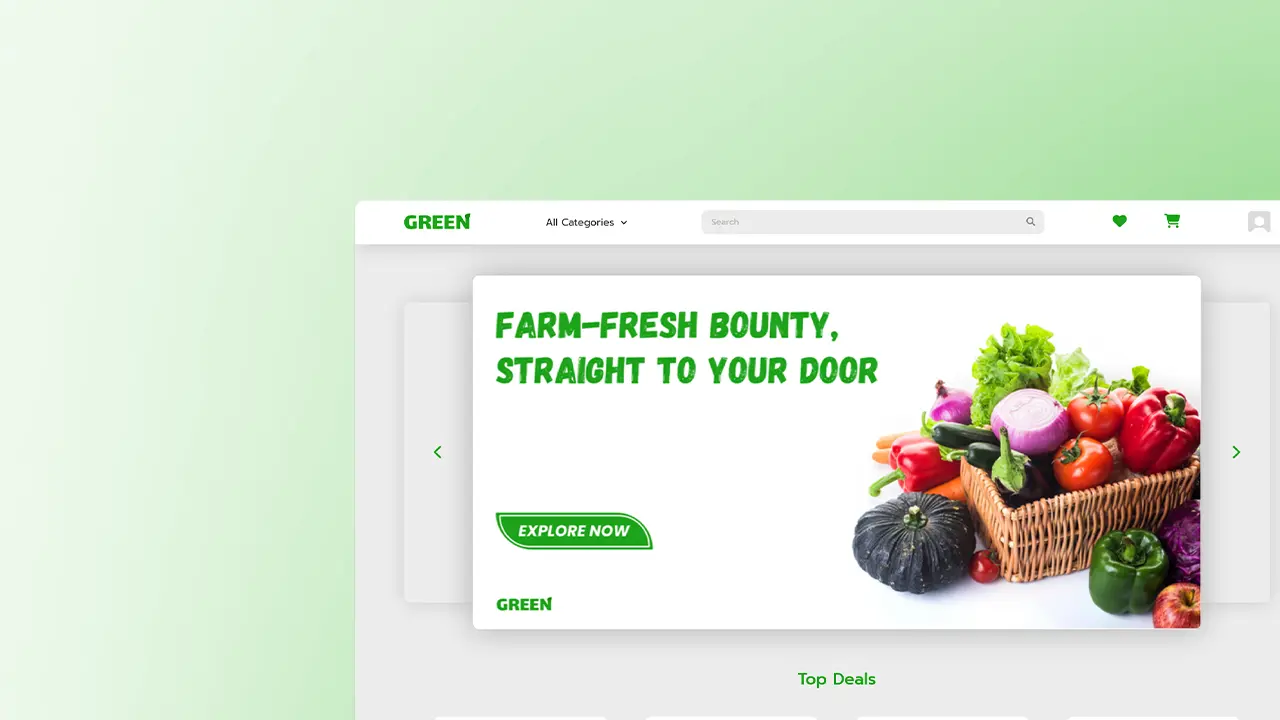 GREEN
All Categories
Search
FARM-FRESH BOUNTY,
STRAIGHT TO YOUR DOOR
EXPLORE NOW
GREEN
Top Deals